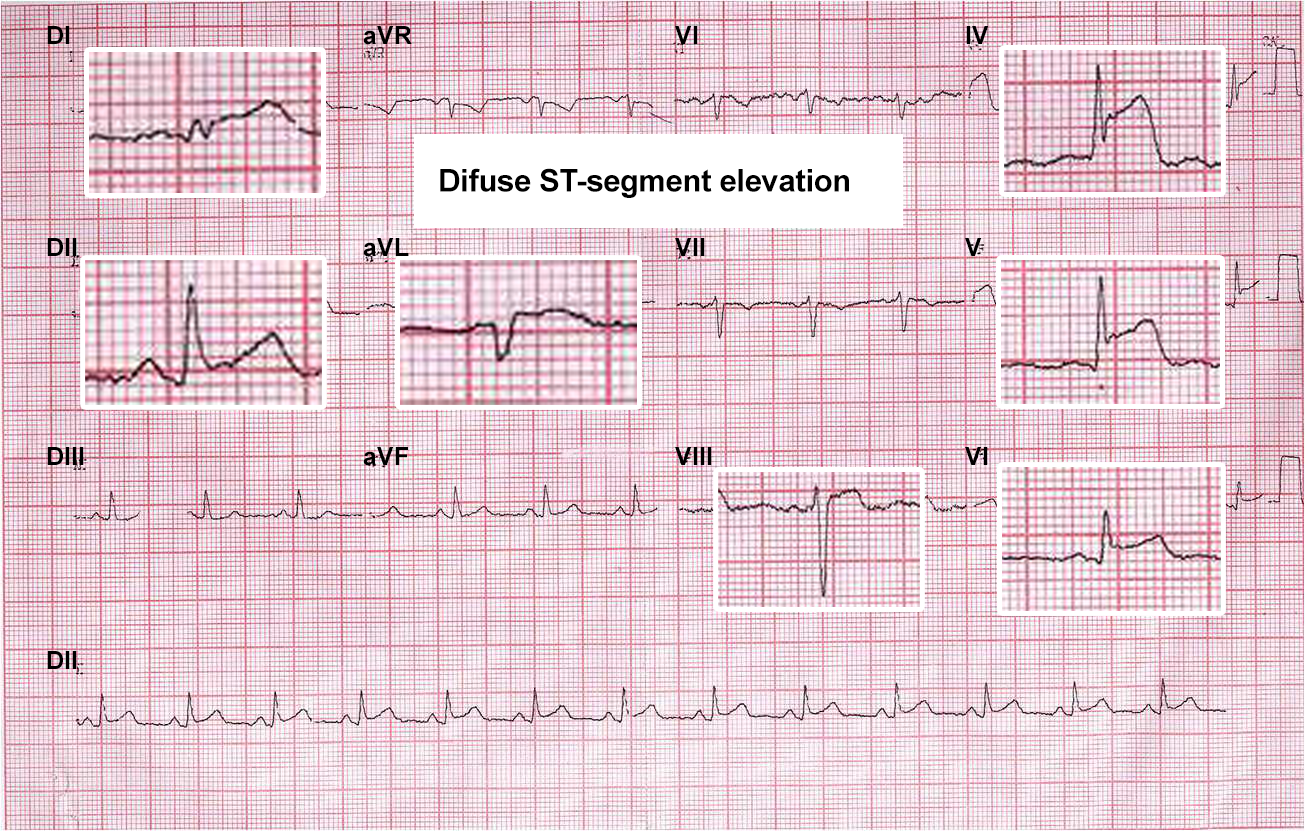 DI aVR VI IV
Difuse ST-segment elevation
DII aVL VII V
DIII aVF VIII VI
DII